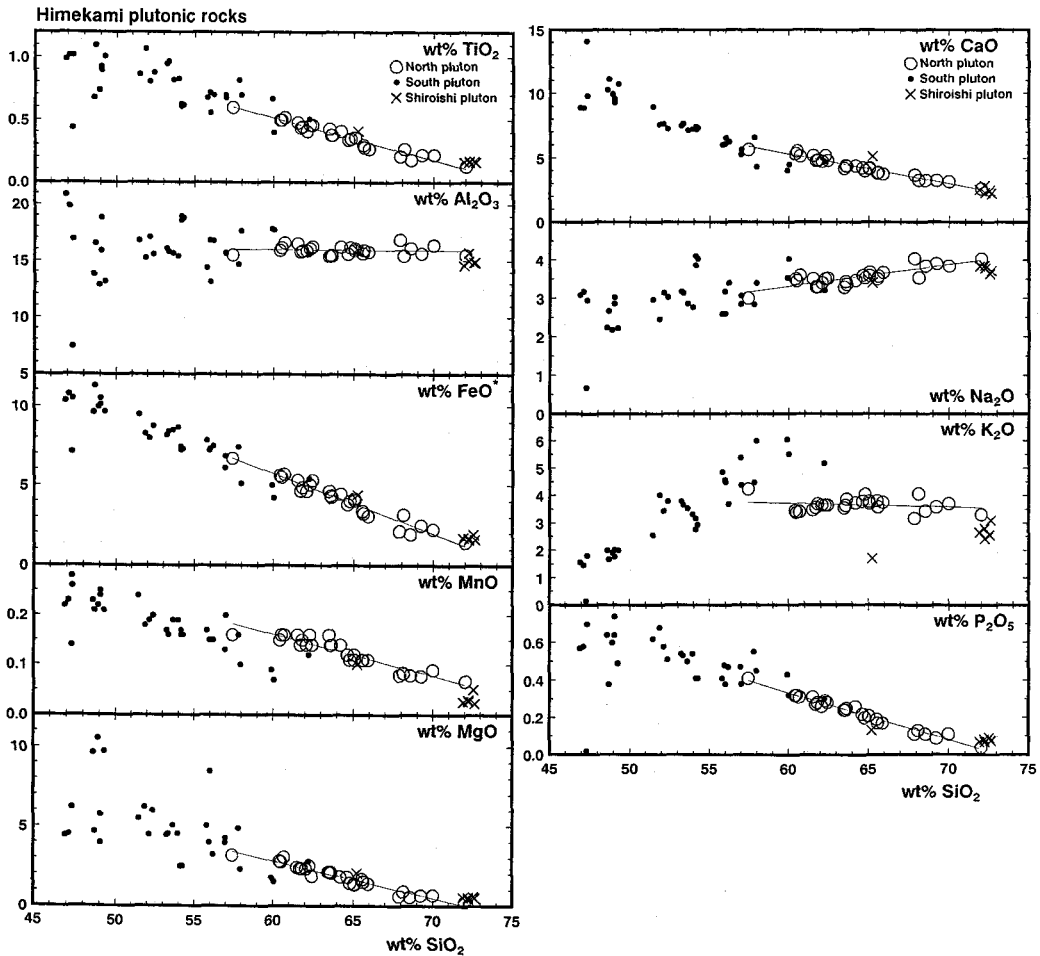 Himekami plutonic rocks
wt% TiO₂
North pluton
South pluton
Shiroishi pluton
1.0
0.5
0.0
wt% Al₂O₃
20
15
10
5
wt% FeO*
10
5
0
wt% MnO
0.2
0.1
0.0
wt% MgO
10
5
0
45 50 55 60 65 70 75
wt% SiO₂
wt% CaO
North pluton
South pluton
Shiroishi pluton
15
10
5
0
wt% Na₂O
4
3
2
1
0
wt% K₂O
6
5
4
3
2
1
0
wt% P₂O₅
0.6
0.4
0.2
0.0
45 50 55 60 65 70 75
wt% SiO₂